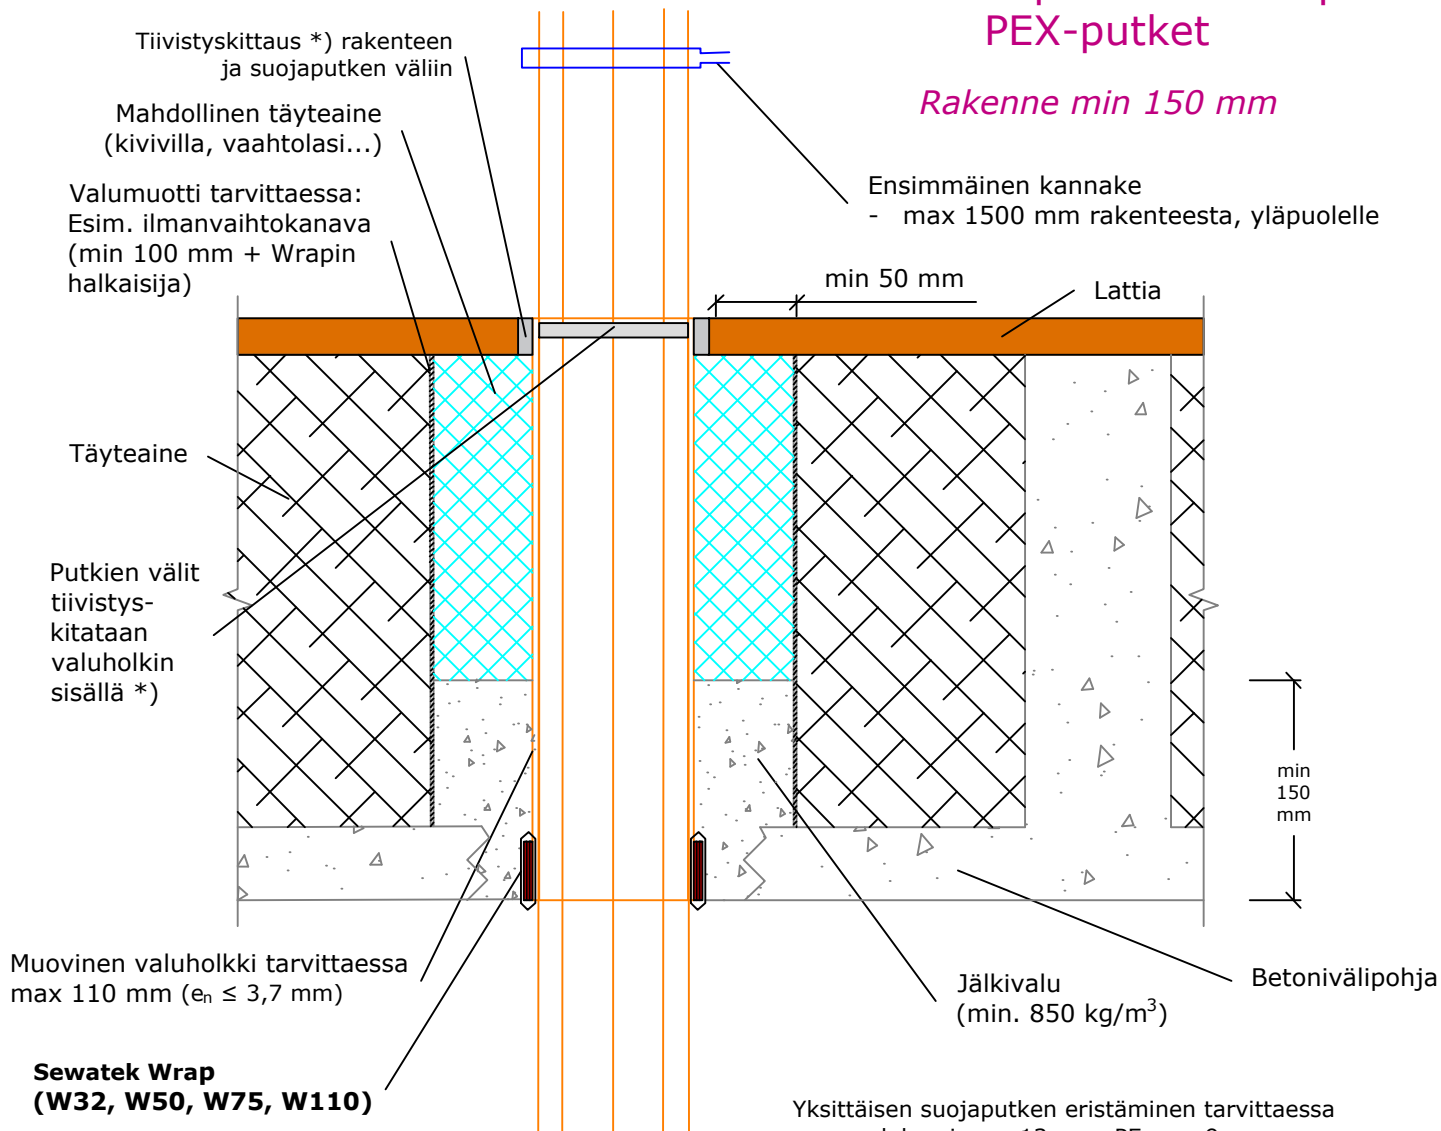 PEX-putket
Rakenne min 150 mm
Tiivistyskittaus *) rakenteen
ja suojaputken väliin
Mahdollinen täyteaine
(kivivilla, vaahtolasi...)
Valumuotti tarvittaessa:
Esim. ilmanvaihtokanava
(min 100 mm + Wrapin
halkaisija)
Ensimmäinen kannake
- max 1500 mm rakenteesta, yläpuolelle
min 50 mm
Lattia
Täyteaine
Putkien välit
tiivistys-
kitataan
valuholkin
sisällä *)
min
150
mm
Muovinen valuholkki tarvittaessa
max 110 mm (eₙ ≤ 3,7 mm)
Jälkivalu
(min. 850 kg/m³)
Betonivälipohja
Sewatek Wrap
(W32, W50, W75, W110)
Yksittäisen suojaputken eristäminen tarvittaessa